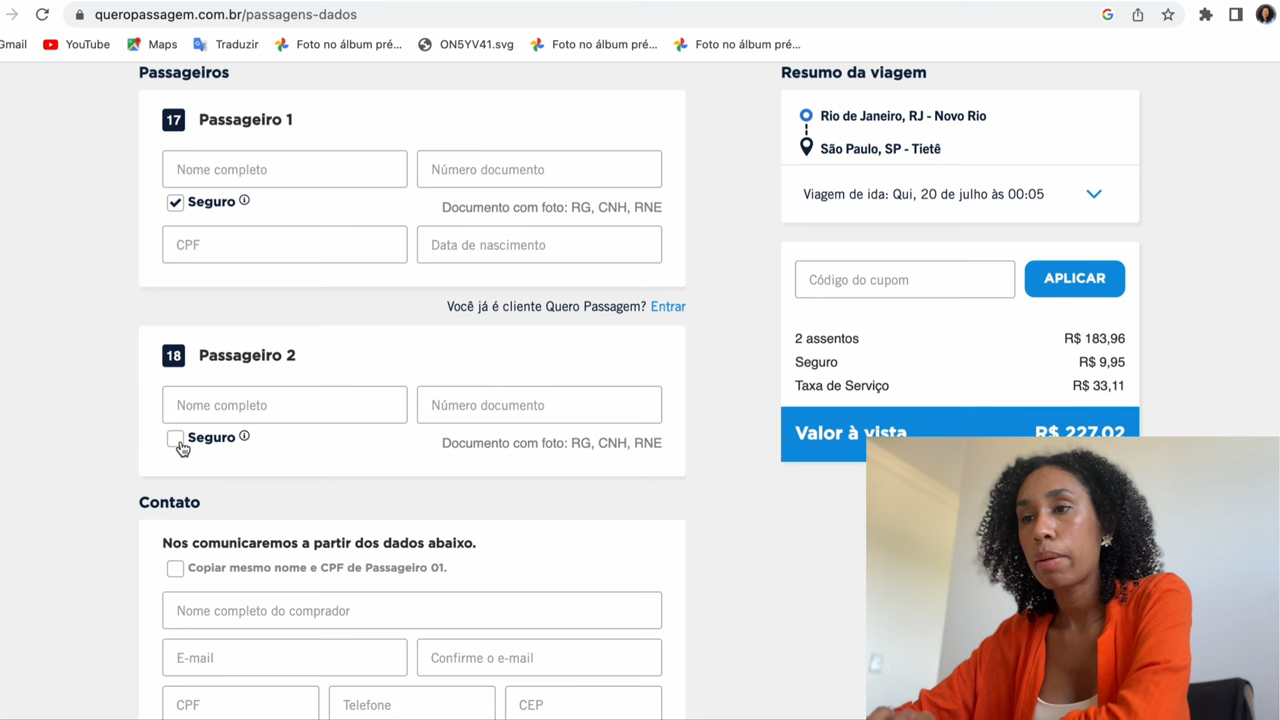 queropassagem.com.br/passagens-dados
Gmail
YouTube
Maps
Traduzir
Foto no álbum pré...
ON5YV41.svg
Foto no álbum pré...
Foto no álbum pré...
Passageiros
17 Passageiro 1
Nome completo
Número documento
Seguro
Documento com foto: RG, CNH, RNE
CPF
Data de nascimento
Você já é cliente Quero Passagem? Entrar
18 Passageiro 2
Nome completo
Número documento
Seguro
Documento com foto: RG, CNH, RNE
Contato
Nos comunicaremos a partir dos dados abaixo.
Copiar mesmo nome e CPF de Passageiro 01.
Nome completo do comprador
E-mail
Confirme o e-mail
CPF
Telefone
CEP
Resumo da viagem
Rio de Janeiro, RJ - Novo Rio
São Paulo, SP - Tietê
Viagem de ida: Qui, 20 de julho às 00:05
Código do cupom
APLICAR
2 assentos R$ 183,96
Seguro R$ 9,95
Taxa de Serviço R$ 33,11
Valor à vista R$ 227,02